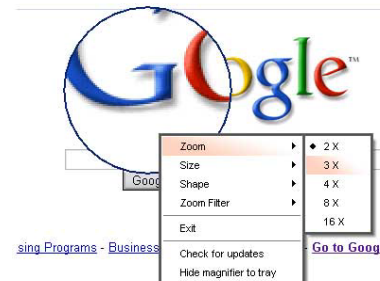 Google™
Zoom
2 X
Size
3 X
Shape
4 X
Goog
Zoom Filter
8 X
Exit
16 X
sing Programs - Business
- Go to Goog
Check for updates
Hide magnifier to tray